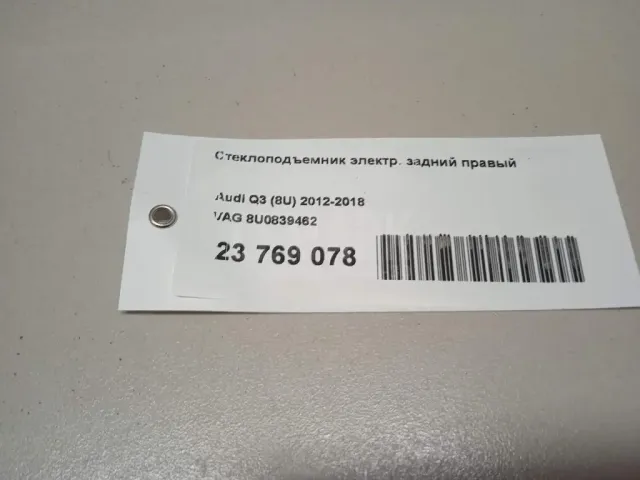 Стеклоподъемник электр. задний правый
Audi Q3 (8U) 2012-2018
VAG 8U0839462
23 769 078